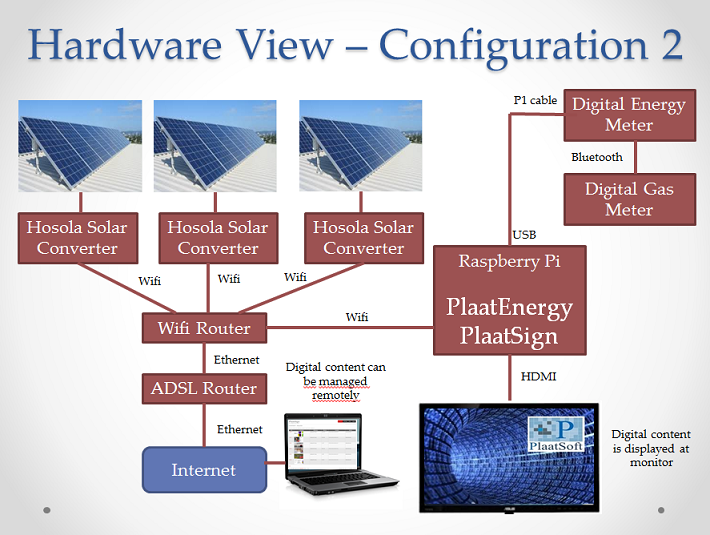 Hardware View – Configuration 2
P1 cable
Digital Energy
Meter
Bluetooth
Digital Gas
Meter
Hosola Solar
Converter
Hosola Solar
Converter
Hosola Solar
Converter
USB
Raspberry Pi
PlaatEnergy
PlaatSign
Wifi
Wifi
Wifi
Wifi
Wifi Router
Ethernet
HDMI
ADSL Router
Digital content can
be managed
remotely
Ethernet
Internet
P
PlaatSoft
Digital content
is displayed at
monitor
ASUS